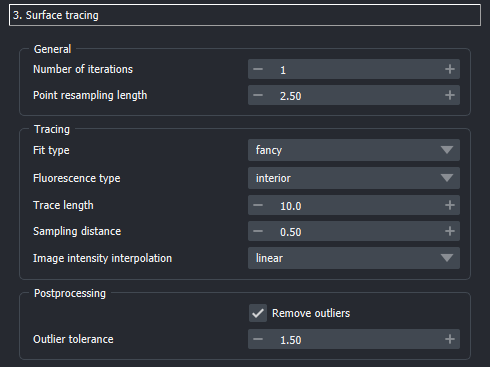 3. Surface tracing
General
Number of iterations 1
Point resampling length 2.50
Tracing
Fit type fancy
Fluorescence type interior
Trace length 10.0
Sampling distance 0.50
Image intensity interpolation linear
Postprocessing
Remove outliers
Outlier tolerance 1.50